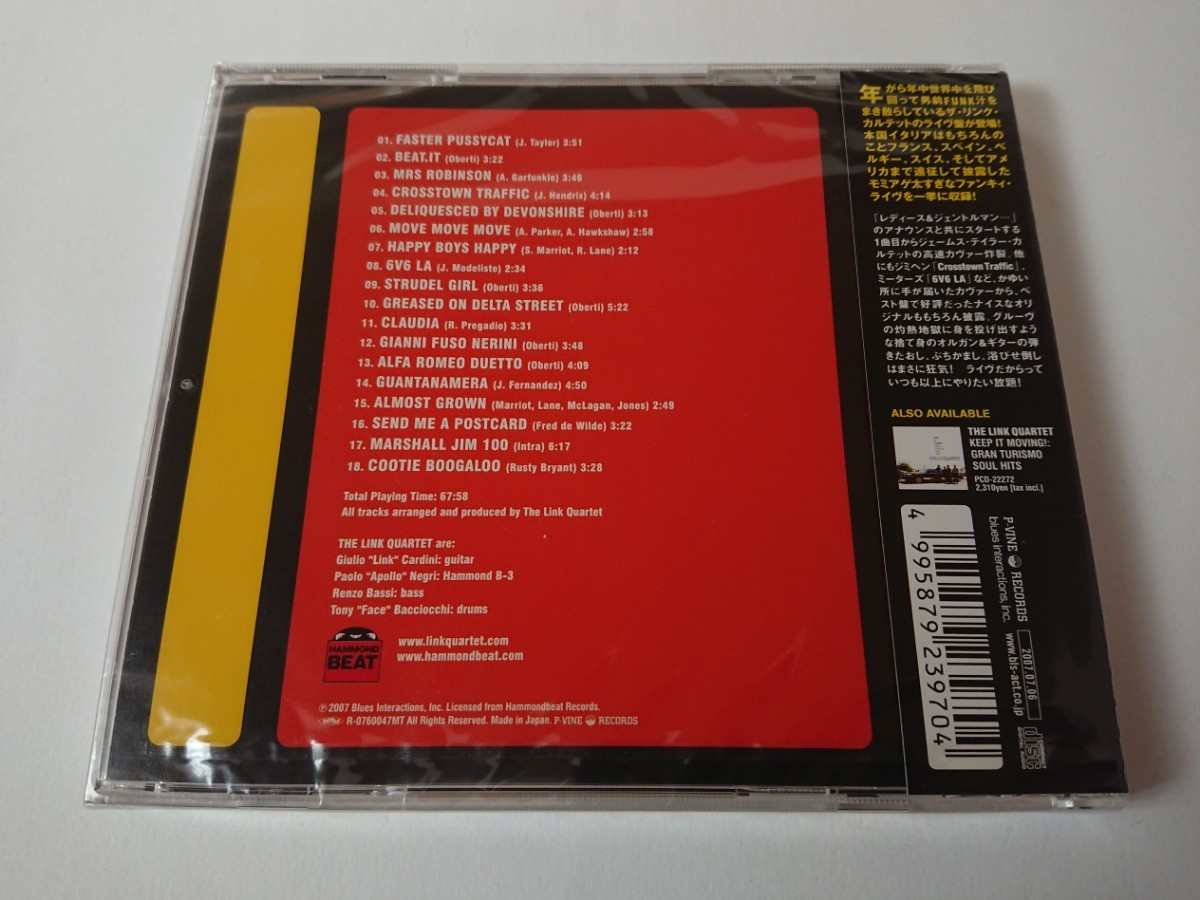 01. FASTER PUSSYCAT (J. Taylor) 3:51
02. BEAT.IT (Oberti) 3:22
03. MRS ROBINSON (A. Garfunkle) 3:46
04. CROSSTOWN TRAFFIC (J. Hendrix) 4:14
05. DELIQUESCED BY DEVONSHIRE (Oberti) 3:13
06. MOVE MOVE MOVE (A. Parker, A. Hawkshaw) 2:58
07. HAPPY BOYS HAPPY (S. Marriot, R. Lane) 2:12
08. 6V6 LA (J. Modeliste) 2:34
09. STRUDEL GIRL (Oberti) 3:36
10. GREASED ON DELTA STREET (Oberti) 5:22
11. CLAUDIA (R. Pregadio) 3:31
12. GIANNI FUSO NERINI (Oberti) 3:48
13. ALFA ROMEO DUETTO (Oberti) 4:09
14. GUANTANAMERA (J. Fernandez) 4:50
15. ALMOST GROWN (Marriot, Lane, McLagan, Jones) 2:49
16. SEND ME A POSTCARD (Fred de Wilde) 3:22
17. MARSHALL JIM 100 (Intra) 6:17
18. COOTIE BOOGALOO (Rusty Bryant) 3:28
Total Playing Time: 67:58
All tracks arranged and produced by The Link Quartet
THE LINK QUARTET are:
Giulio "Link" Cardini: guitar
Paolo "Apollo" Negri: Hammond B-3
Renzo Bassi: bass
Tony "Face" Bacciocchi: drums
HAMMOND
BEAT
www.linkquartet.com
www.hammondbeat.com
℗2007 Blues Interactions, Inc. Licensed from Hammondbeat Records.
R-0760047MT All Rights Reserved. Made in Japan. P-VINE RECORDS
年がら年中世界中を飛び
回って男前FUNK汁を
まき散らしているザ・リンク・
カルテットのライヴ盤が登場!
本国イタリアはもちろんの
ことフランス、スペイン、ベ
ルギー、スイス、そしてアメ
リカまで遠征して披露した
モミアゲ太すぎなファンキィ・
ライヴを一挙に収録!
「レディース&ジェントルマン…」
のアナウンスと共にスタートする
1曲目からジェームス・テイラー・カ
ルテットの高速カヴァー炸裂。他
にもジミヘン「Crosstown Traffic」、
ミーターズ「6V6 LA」など、かゆい
所に手が届いたカヴァーから、ベ
スト盤で好評だったナイスなオリ
ジナルももちろん披露。グルーヴ
の灼熱地獄に身を投げ出すよう
な捨て身のオルガン&ギターの弾
きたおし、ぶちかまし、浴びせ倒し
はまさに狂気! ライヴだからって
いつも以上にやりたい放題!
ALSO AVAILABLE
THE LINK QUARTET
KEEP IT MOVING!:
GRAN TURISMO
SOUL HITS
PCD-22272
2,310yen [tax incl.]
4 995879 239704
P-VINE RECORDS
blues interactions, inc.
www.bls-act.co.jp
2007.07.06
disc